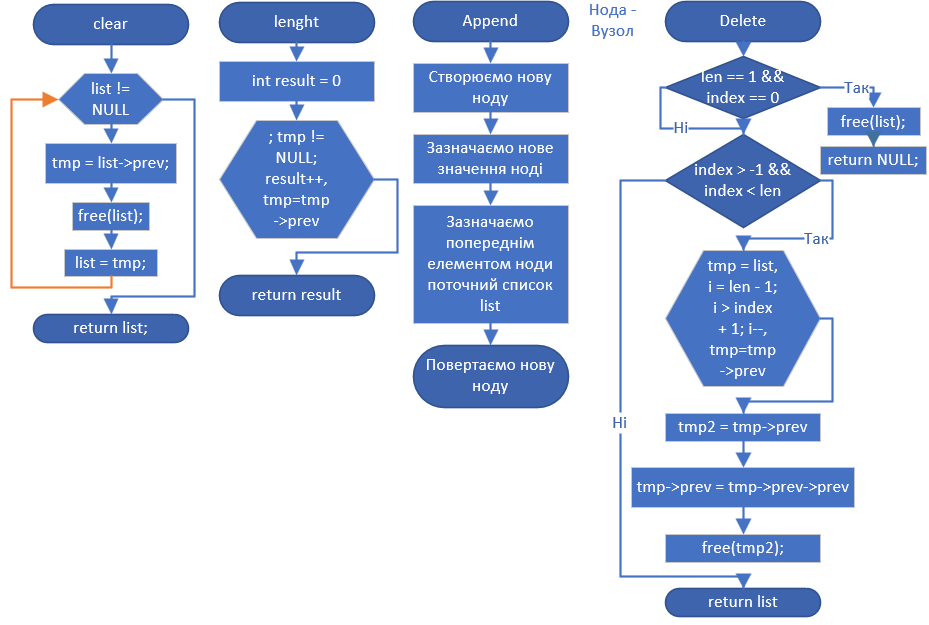 clear
list !=
NULL
tmp = list->prev;
free(list);
list = tmp;
return list;
lenght
int result = 0
; tmp !=
NULL;
result++,
tmp=tmp
->prev
return result
Append
Створюємо нову
ноду
Зазначаємо нове
значення ноді
Зазначаємо
попереднім
елементом ноди
поточний список
list
Повертаємо нову
ноду
Нода -
Вузол
Delete
len == 1 &&
index == 0
Так
free(list);
return NULL;
Ні
index > -1 &&
index < len
Так
tmp = list,
i = len - 1;
i > index
+ 1; i--,
tmp=tmp
->prev
Ні
tmp2 = tmp->prev
tmp->prev = tmp->prev->prev
free(tmp2);
return list